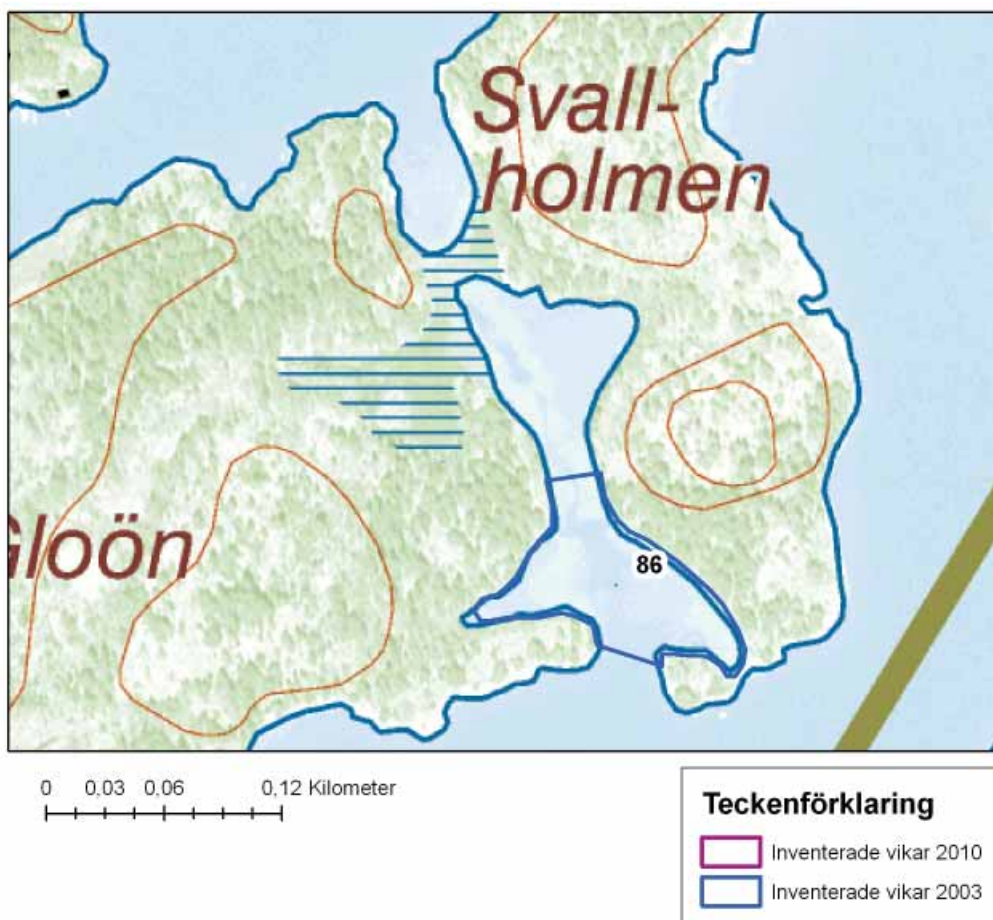 Svall-
holmen
Gloön
86
0 0,03 0,06 0,12 Kilometer
Teckenförklaring
Inventerade vikar 2010
Inventerade vikar 2003